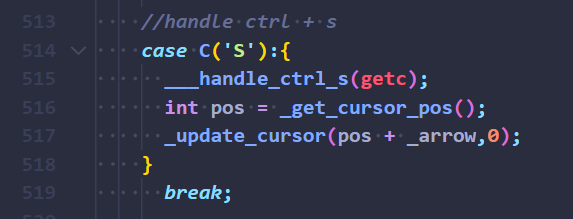 513 //handle ctrl + s
514 case C('S'):{
515 ___handle_ctrl_s(getc);
516 int pos = _get_cursor_pos();
517 _update_cursor(pos + _arrow,0);
518 }
519 break;